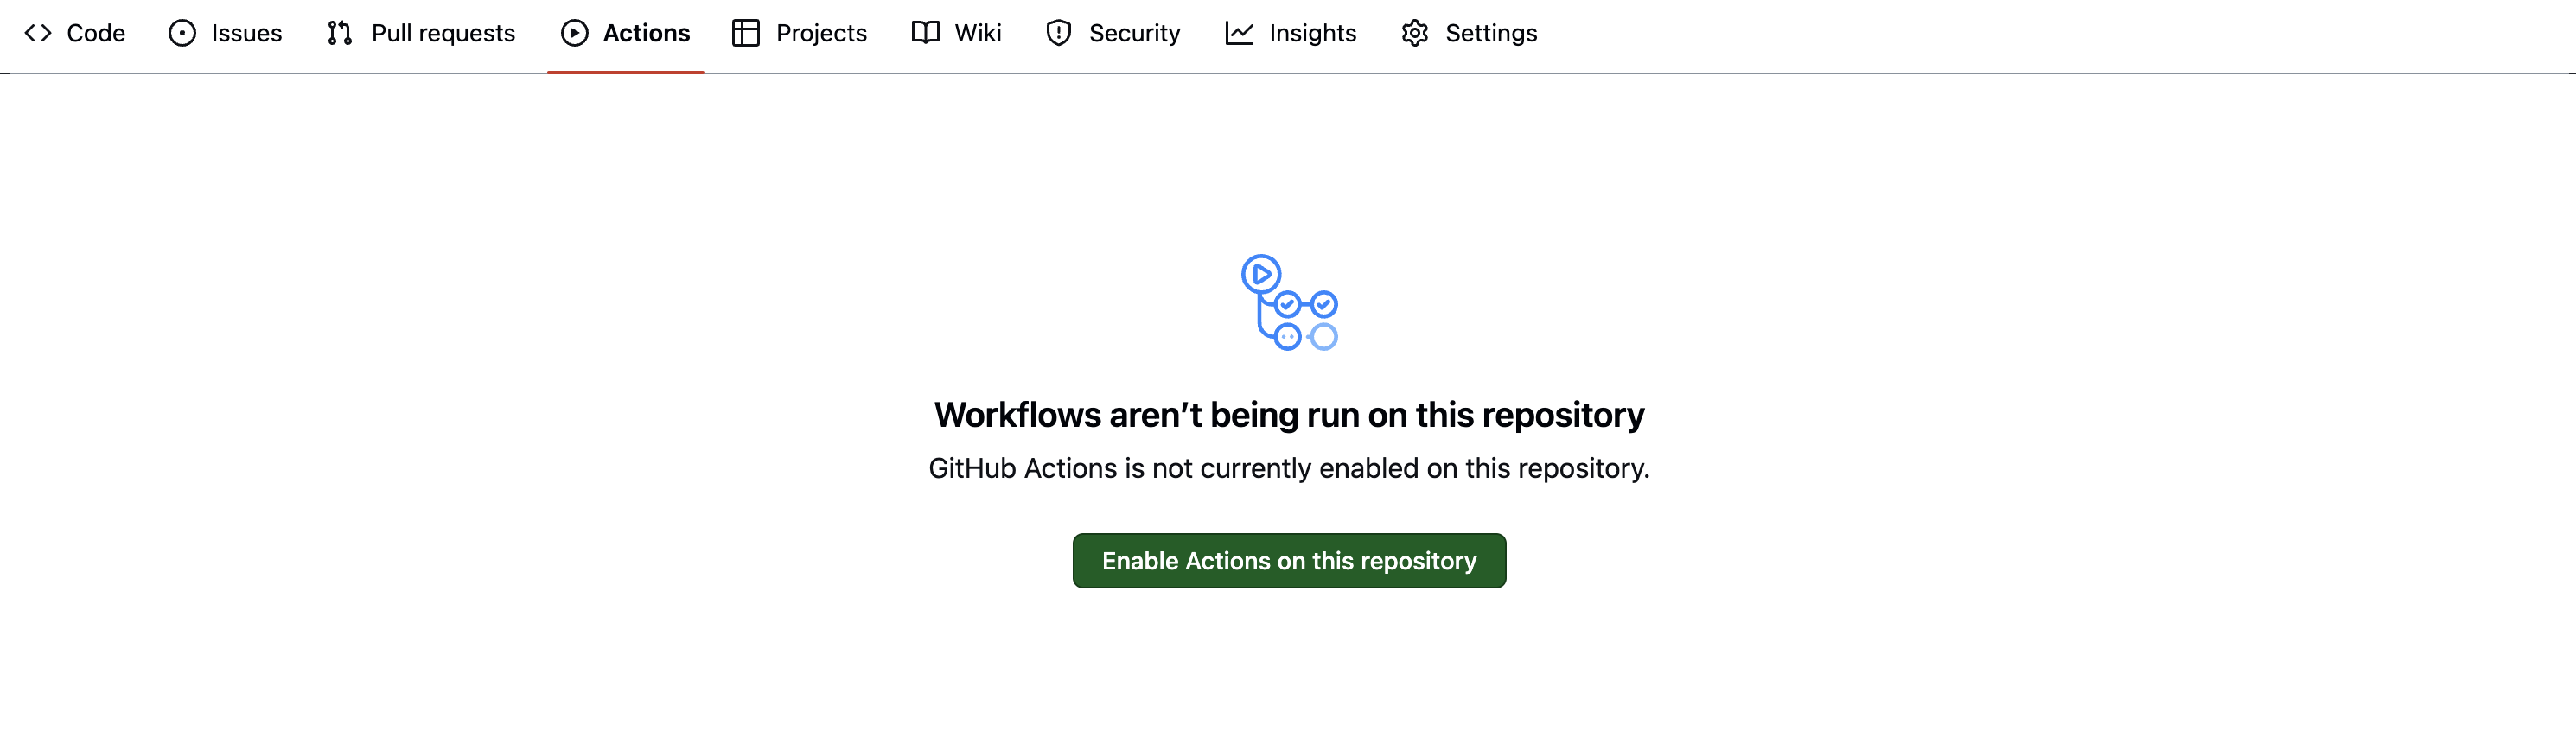 Code Issues Pull requests Actions Projects Wiki Security Insights Settings
Workflows aren’t being run on this repository
GitHub Actions is not currently enabled on this repository.
Enable Actions on this repository